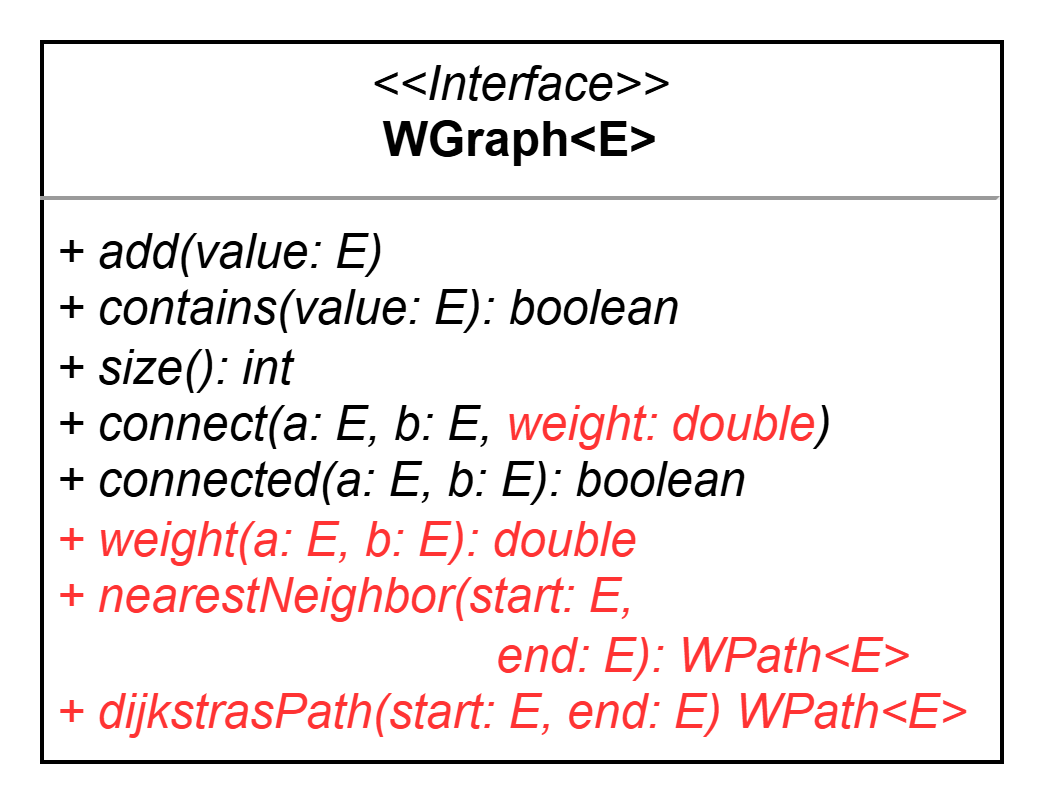 <<Interface>>
WGraph<E>
+ add(value: E)
+ contains(value: E): boolean
+ size(): int
+ connect(a: E, b: E, weight: double)
+ connected(a: E, b: E): boolean
+ weight(a: E, b: E): double
+ nearestNeighbor(start: E,
end: E): WPath<E>
+ dijkstrasPath(start: E, end: E) WPath<E>